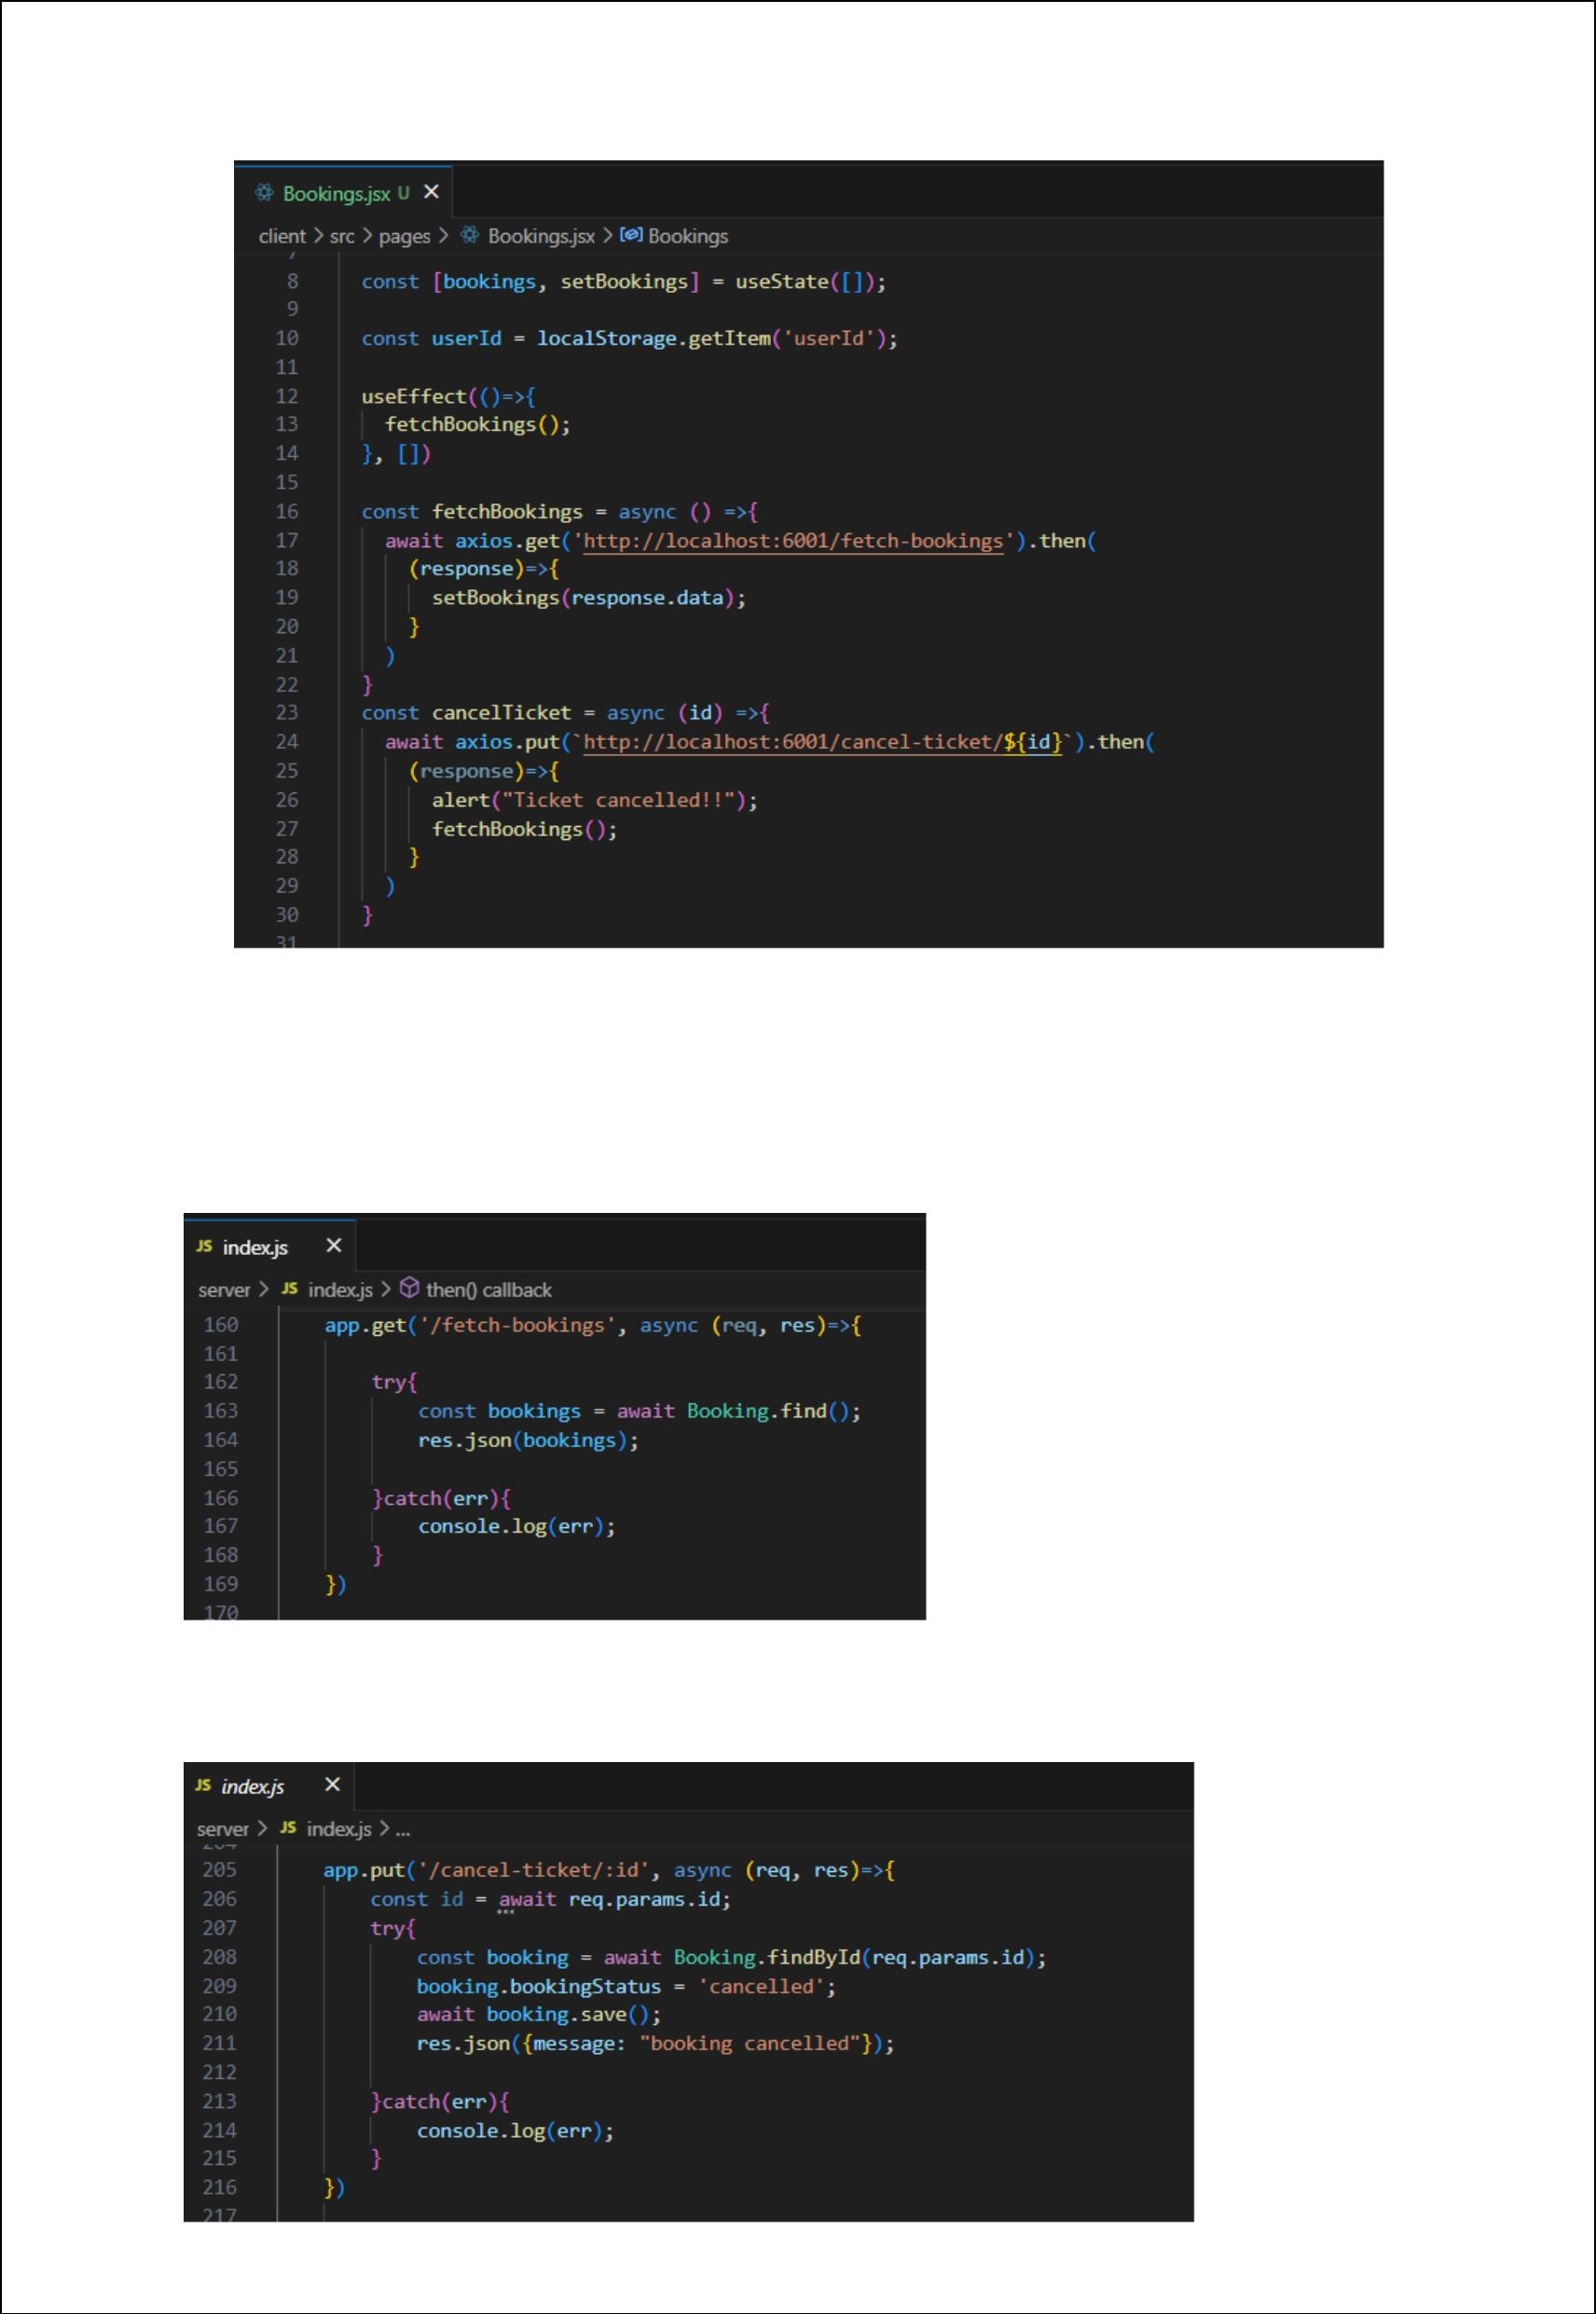 Bookings.jsx U ×
client > src > pages > Bookings.jsx > Bookings
7
8 const [bookings, setBookings] = useState([]);
9
10 const userId = localStorage.getItem('userId');
11
12 useEffect(()=>{
13 fetchBookings();
14 }, [])
15
16 const fetchBookings = async () =>{
17 await axios.get('http://localhost:6001/fetch-bookings').then(
18 (response)=>{
19 setBookings(response.data);
20 }
21 )
22 }
23 const cancelTicket = async (id) =>{
24 await axios.put(`http://localhost:6001/cancel-ticket/${id}`).then(
25 (response)=>{
26 alert("Ticket cancelled!!");
27 fetchBookings();
28 }
29 )
30 }
31
JS index.js ×
server > JS index.js > then() callback
160 app.get('/fetch-bookings', async (req, res)=>{
161
162 try{
163 const bookings = await Booking.find();
164 res.json(bookings);
165
166 }catch(err){
167 console.log(err);
168 }
169 })
170
JS index.js ×
server > JS index.js > ...
204
205 app.put('/cancel-ticket/:id', async (req, res)=>{
206 const id = await req.params.id;
207 try{
208 const booking = await Booking.findById(req.params.id);
209 booking.bookingStatus = 'cancelled';
210 await booking.save();
211 res.json({message: "booking cancelled"});
212
213 }catch(err){
214 console.log(err);
215 }
216 })
217